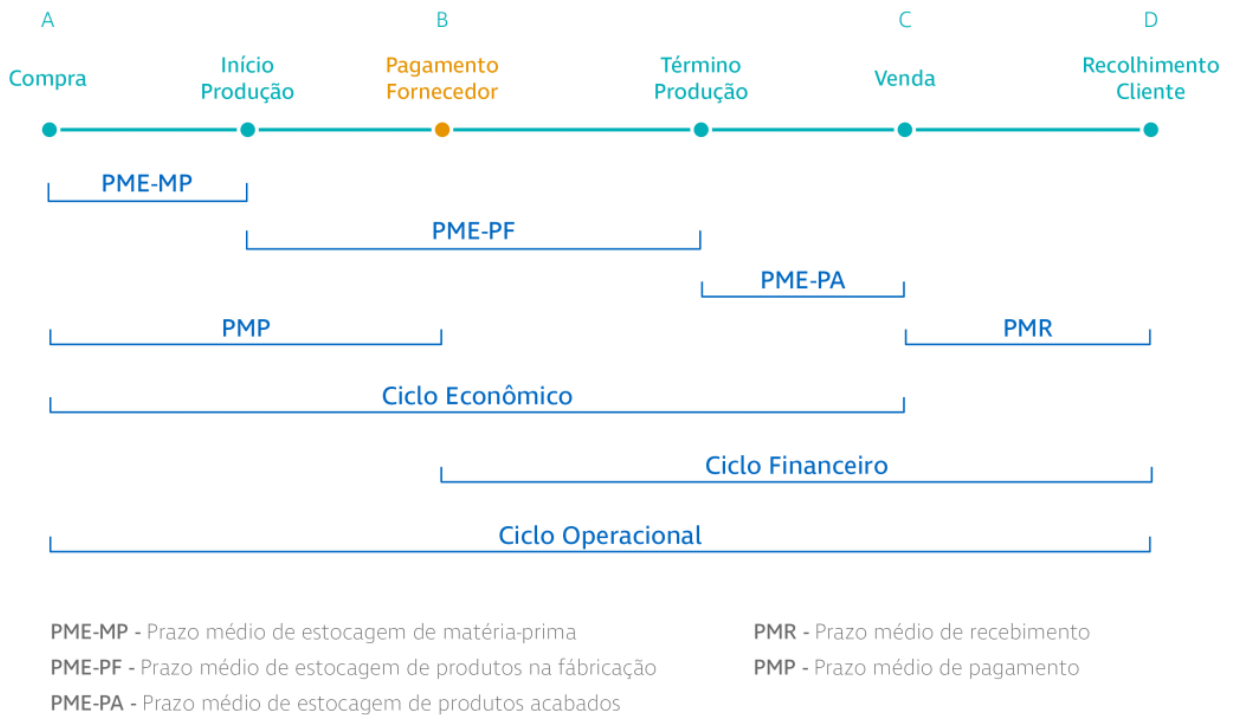 A B C D
Compra Início Produção Pagamento Fornecedor Término Produção Venda Recolhimento Cliente
PME-MP
PME-PF
PME-PA
PMP PMR
Ciclo Econômico
Ciclo Financeiro
Ciclo Operacional
PME-MP - Prazo médio de estocagem de matéria-prima
PME-PF - Prazo médio de estocagem de produtos na fábricação
PME-PA - Prazo médio de estocagem de produtos acabados
PMR - Prazo médio de recebimento
PMP - Prazo médio de pagamento